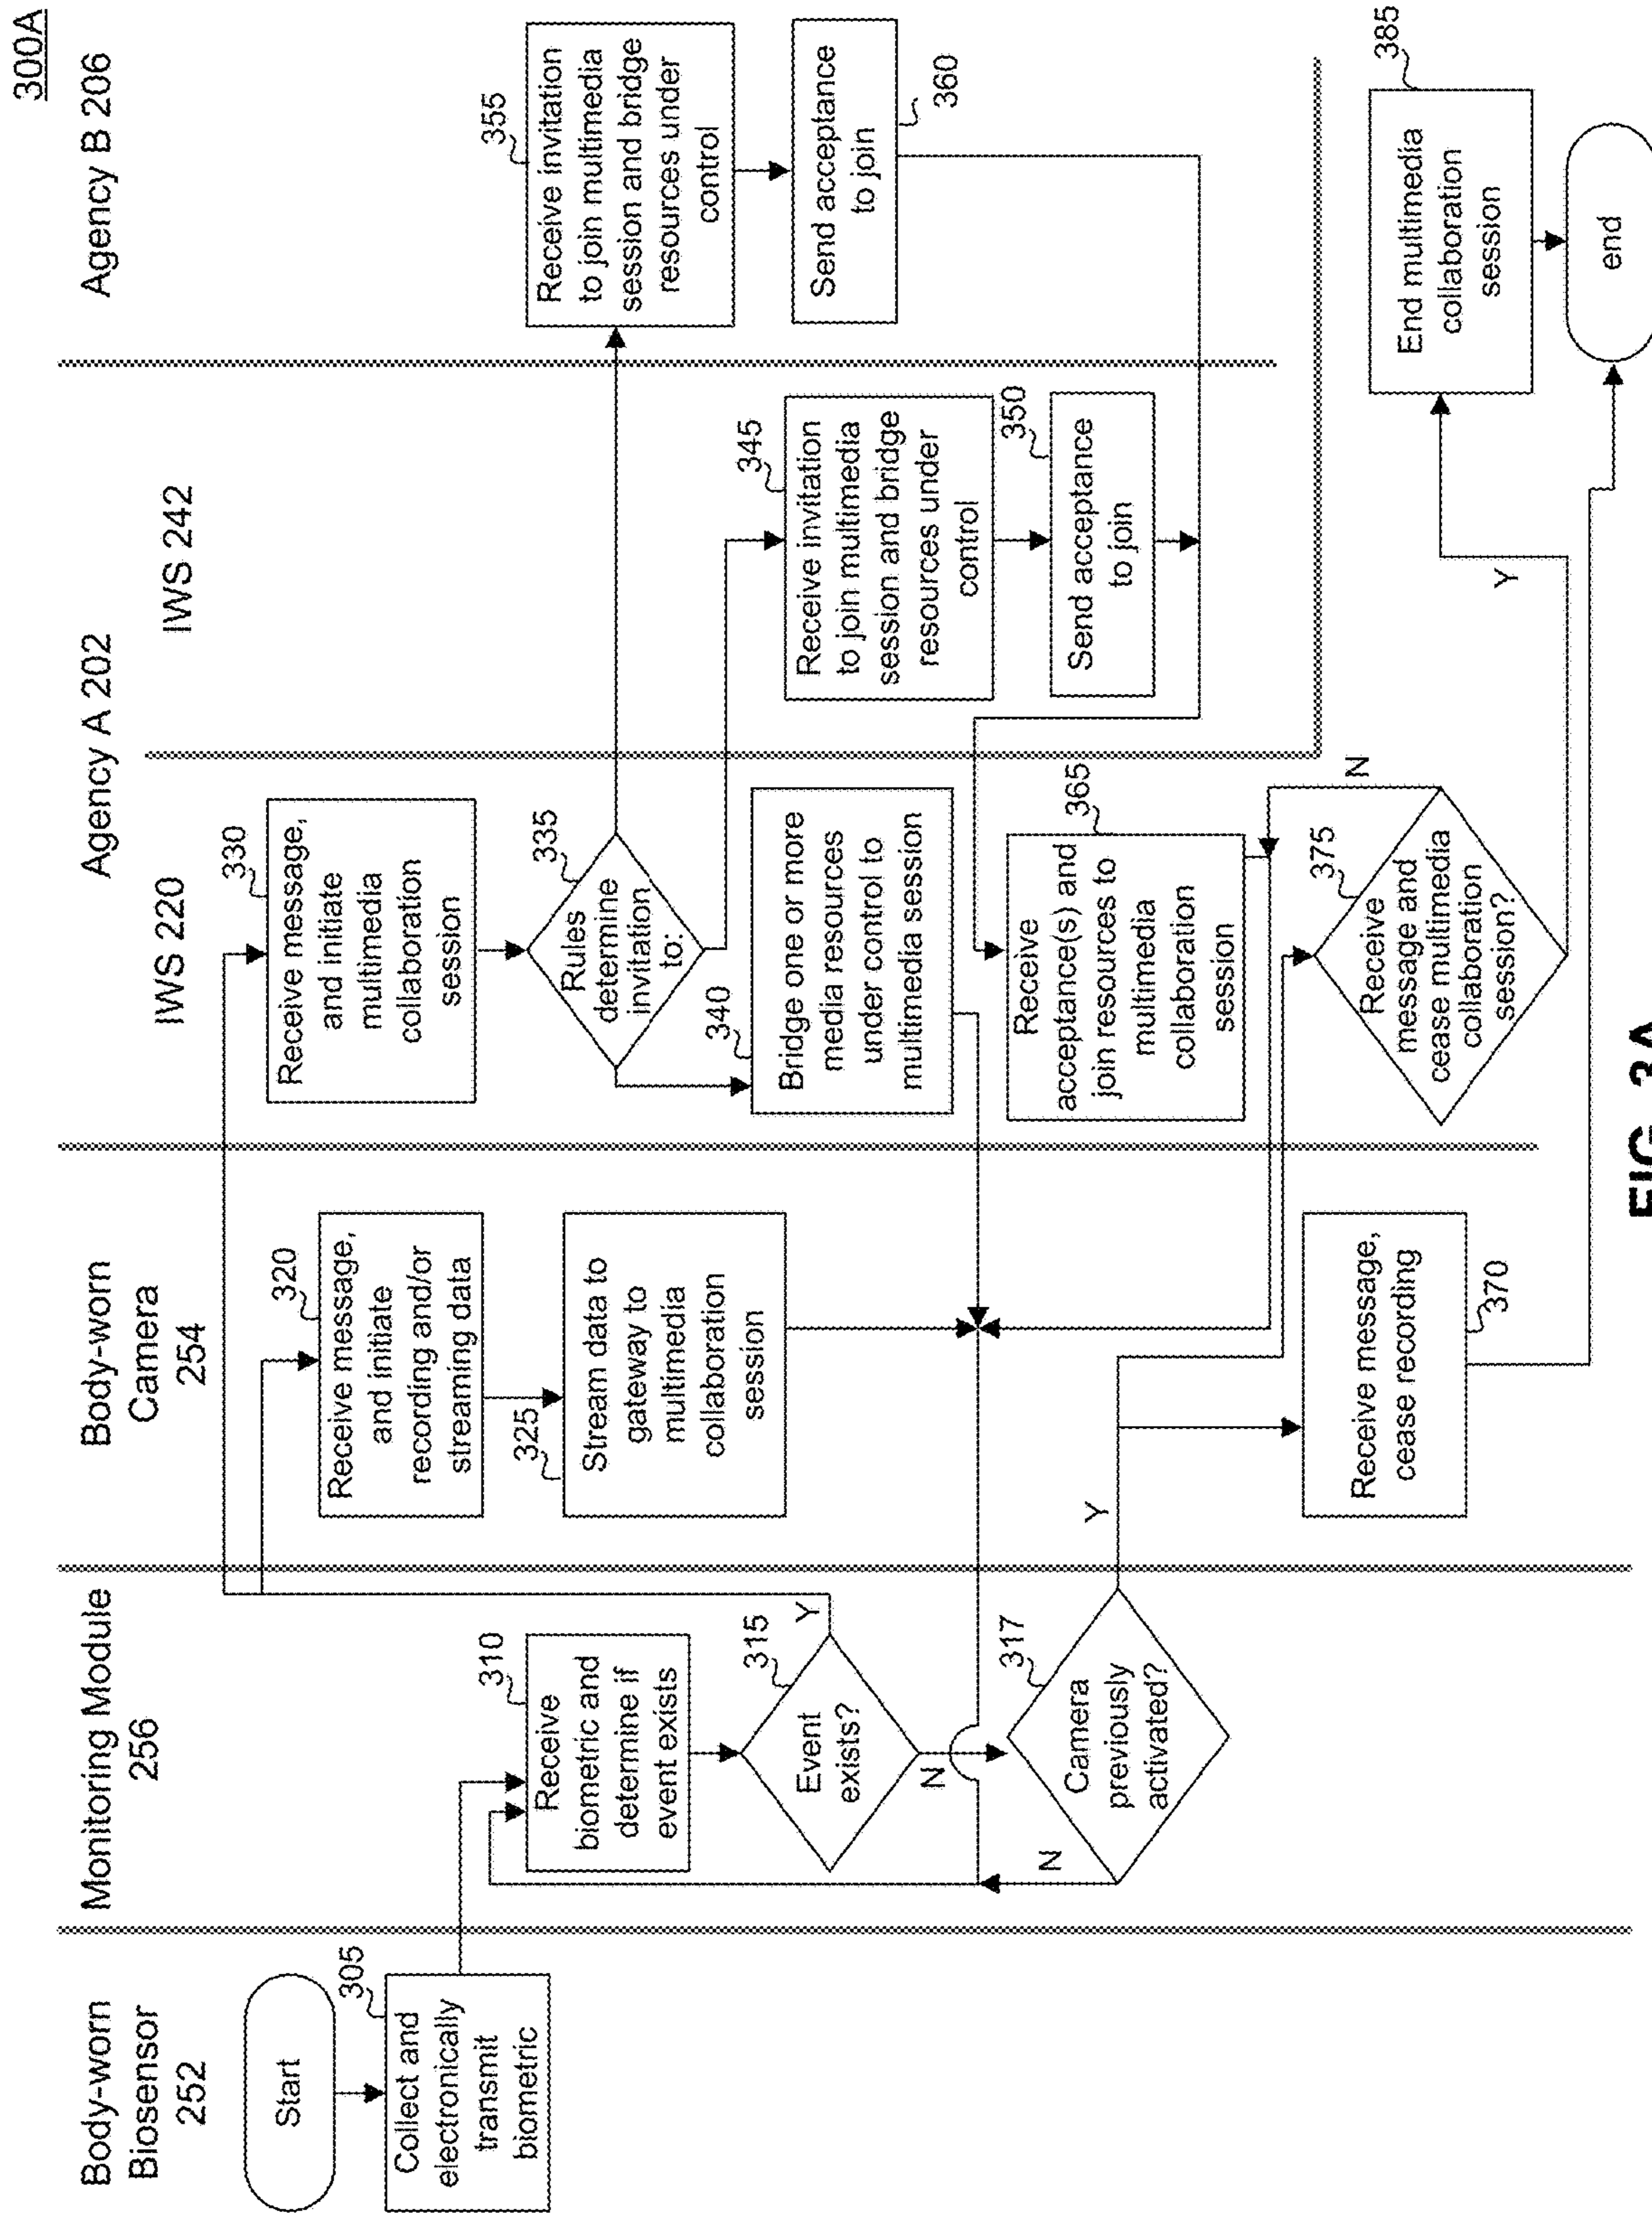 300A
Body-worn
Biosensor
252
Monitoring Module
256
Body-worn
Camera
254
Agency A 202
IWS 220
IWS 242
Agency B 206
Start
305
Collect and
electronically
transmit
biometric
310
Receive
biometric and
determine if
event exists
315
Event
exists?
Y
N
317
Camera
previously
activated?
N
Y
320
Receive message,
and initiate
recording and/or
streaming data
325
Stream data to
gateway to
multimedia
collaboration
session
330
Receive message,
and initiate
multimedia
collaboration
session
335
Rules
determine
invitation
to:
340
Bridge one or more
media resources
under control to
multimedia session
345
Receive invitation
to join multimedia
session and bridge
resources under
control
350
Send acceptance
to join
355
Receive invitation
to join multimedia
session and bridge
resources under
control
360
Send acceptance
to join
365
Receive
acceptance(s) and
join resources to
multimedia
collaboration
session
370
Receive message,
cease recording
375
Receive
message and
cease multimedia
collaboration
session?
N
Y
385
End multimedia
collaboration
session
end
FIG. 3A